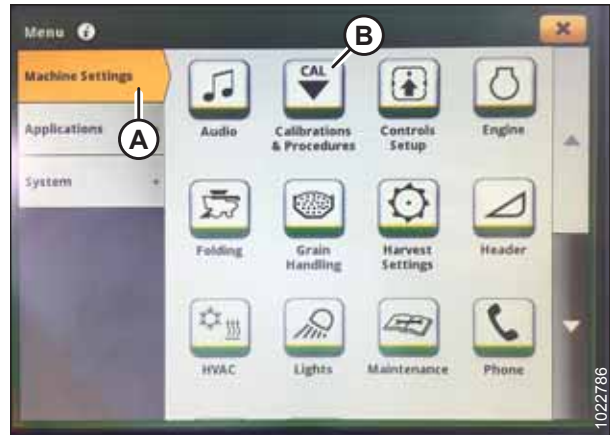 Menu i
B
Machine Settings
A
Applications
System
CAL
Audio
Calibrations
& Procedures
Controls
Setup
Engine
Folding
Grain
Handling
Harvest
Settings
Header
HVAC
Lights
Maintenance
Phone
1022786